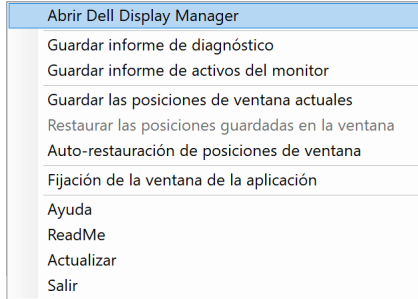 Abrir Dell Display Manager
Guardar informe de diagnóstico
Guardar informe de activos del monitor
Guardar las posiciones de ventana actuales
Restaurar las posiciones guardadas en la ventana
Auto-restauración de posiciones de ventana
Fijación de la ventana de la aplicación
Ayuda
ReadMe
Actualizar
Salir